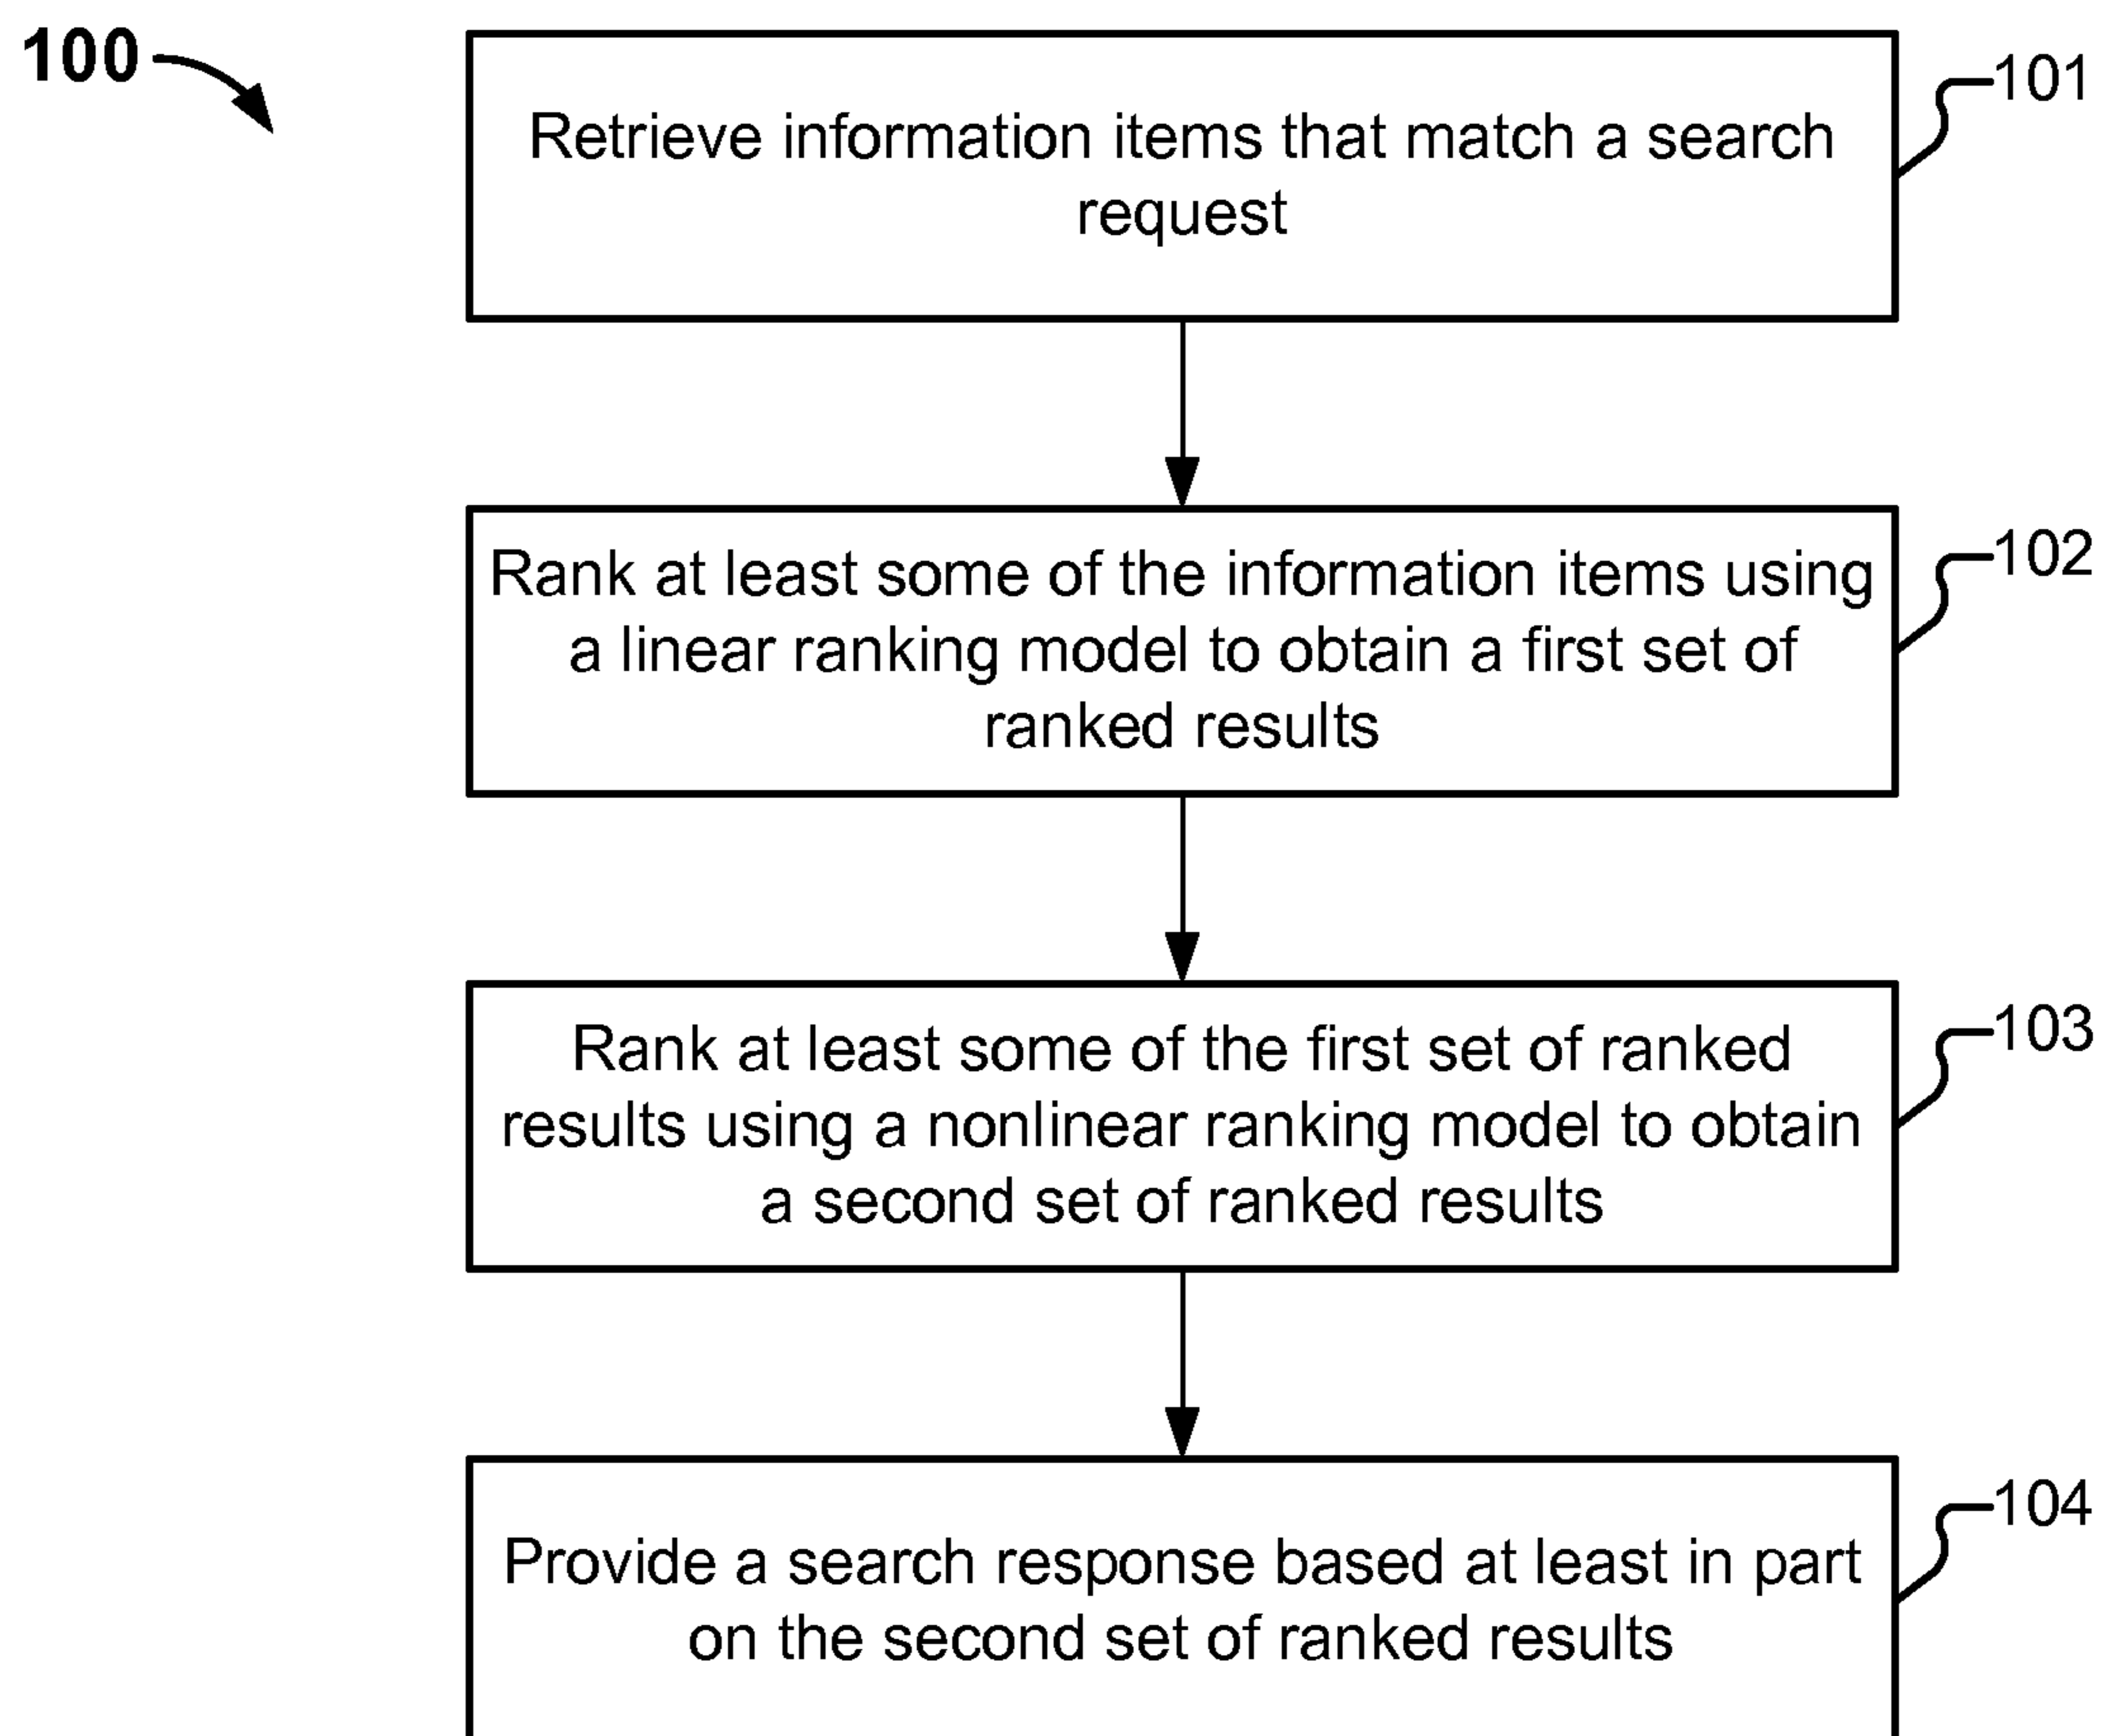 100
101
Retrieve information items that match a search
request
102
Rank at least some of the information items using
a linear ranking model to obtain a first set of
ranked results
103
Rank at least some of the first set of ranked
results using a nonlinear ranking model to obtain
a second set of ranked results
104
Provide a search response based at least in part
on the second set of ranked results